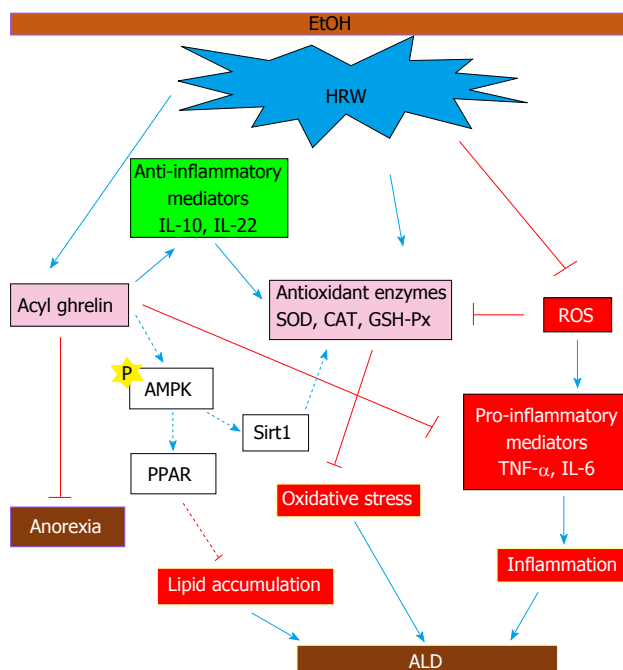 EtOH
HRW
Anti-inflammatory
mediators
IL-10, IL-22
Acyl ghrelin
Antioxidant enzymes
SOD, CAT, GSH-Px
ROS
P
AMPK
Sirt1
Pro-inflammatory
mediators
TNF-α, IL-6
PPAR
Oxidative stress
Anorexia
Inflammation
Lipid accumulation
ALD